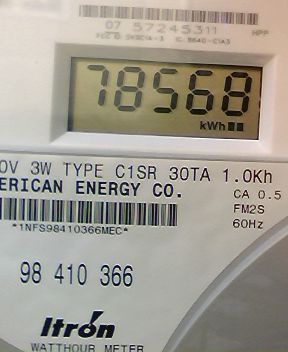 07 57245311
HPP
78568
kWh
0V 3W TYPE C1SR 30TA 1.0Kh
ERICAN ENERGY CO.
CA 0.5
FM2S
*1NFS98410366MEC*
60Hz
98 410 366
Itron
WATTHOUR METER